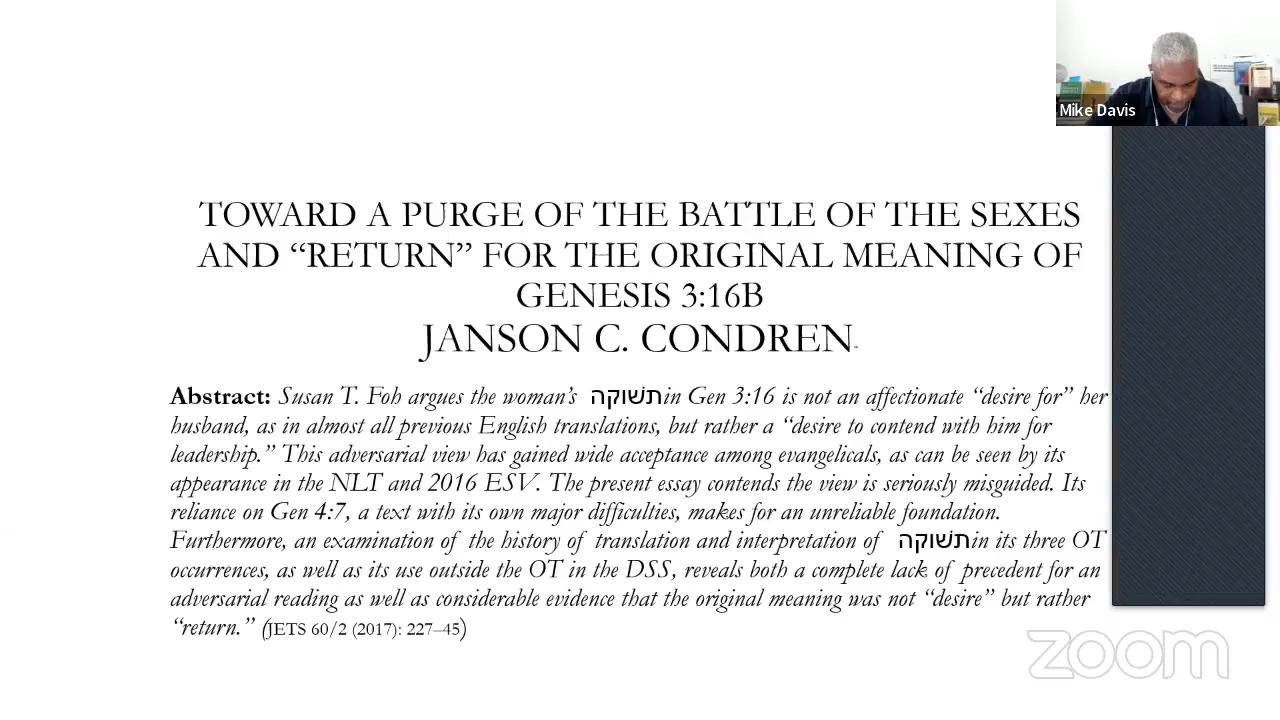 Mike Davis
TOWARD A PURGE OF THE BATTLE OF THE SEXES
AND “RETURN” FOR THE ORIGINAL MEANING OF
GENESIS 3:16B
JANSON C. CONDREN
Abstract: Susan T. Foh argues the woman’s תשׁוקה in Gen 3:16 is not an affectionate “desire for” her
husband, as in almost all previous English translations, but rather a “desire to contend with him for
leadership.” This adversarial view has gained wide acceptance among evangelicals, as can be seen by its
appearance in the NLT and 2016 ESV. The present essay contends the view is seriously misguided. Its
reliance on Gen 4:7, a text with its own major difficulties, makes for an unreliable foundation.
Furthermore, an examination of the history of translation and interpretation of תשׁוקה in its three OT
occurrences, as well as its use outside the OT in the DSS, reveals both a complete lack of precedent for an
adversarial reading as well as considerable evidence that the original meaning was not “desire” but rather
“return.” (JETS 60/2 (2017): 227–45)
zoom